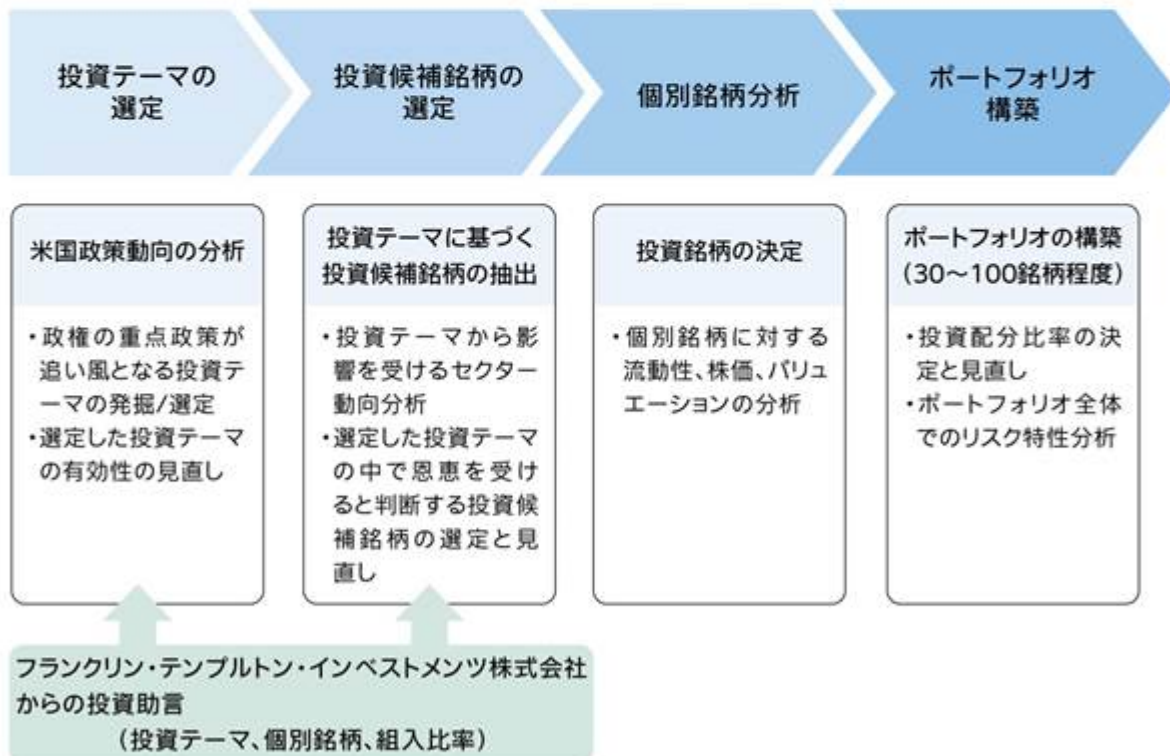 投資テーマの
選定
投資候補銘柄の
選定
個別銘柄分析
ポートフォリオ
構築
米国政策動向の分析
・政権の重点政策が
追い風となる投資テ
ーマの発掘/選定
・選定した投資テーマ
の有効性の見直し
投資テーマに基づく
投資候補銘柄の抽出
・投資テーマから影
響を受けるセクター
動向分析
・選定した投資テーマ
の中で恩恵を受け
ると判断する投資候
補銘柄の選定と見
直し
投資銘柄の決定
・個別銘柄に対する
流動性、株価、バリュ
エーションの分析
ポートフォリオの構築
(30〜100銘柄程度)
・投資配分比率の決
定と見直し
・ポートフォリオ全体
でのリスク特性分析
フランクリン・テンプルトン・インベストメンツ株式会社
からの投資助言
(投資テーマ、個別銘柄、組入比率)